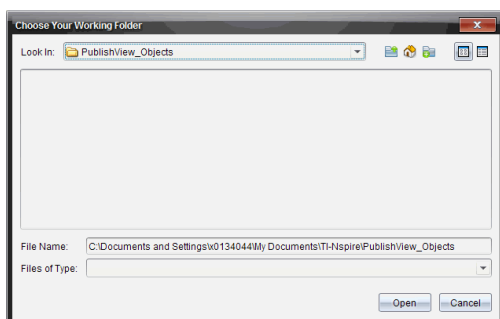 Choose Your Working Folder
Look In: PublishView_Objects
File Name: C:\Documents and Settings\x0134044\My Documents\TI-Nspire\PublishView_Objects
Files of Type:
Open Cancel